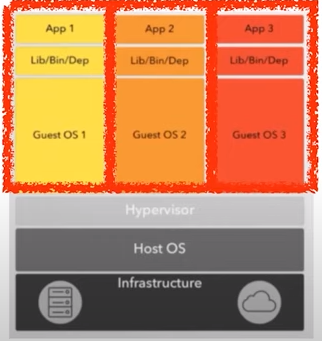 App 1
App 2
App 3
Lib/Bin/Dep
Lib/Bin/Dep
Lib/Bin/Dep
Guest OS 1
Guest OS 2
Guest OS 3
Hypervisor
Host OS
Infrastructure